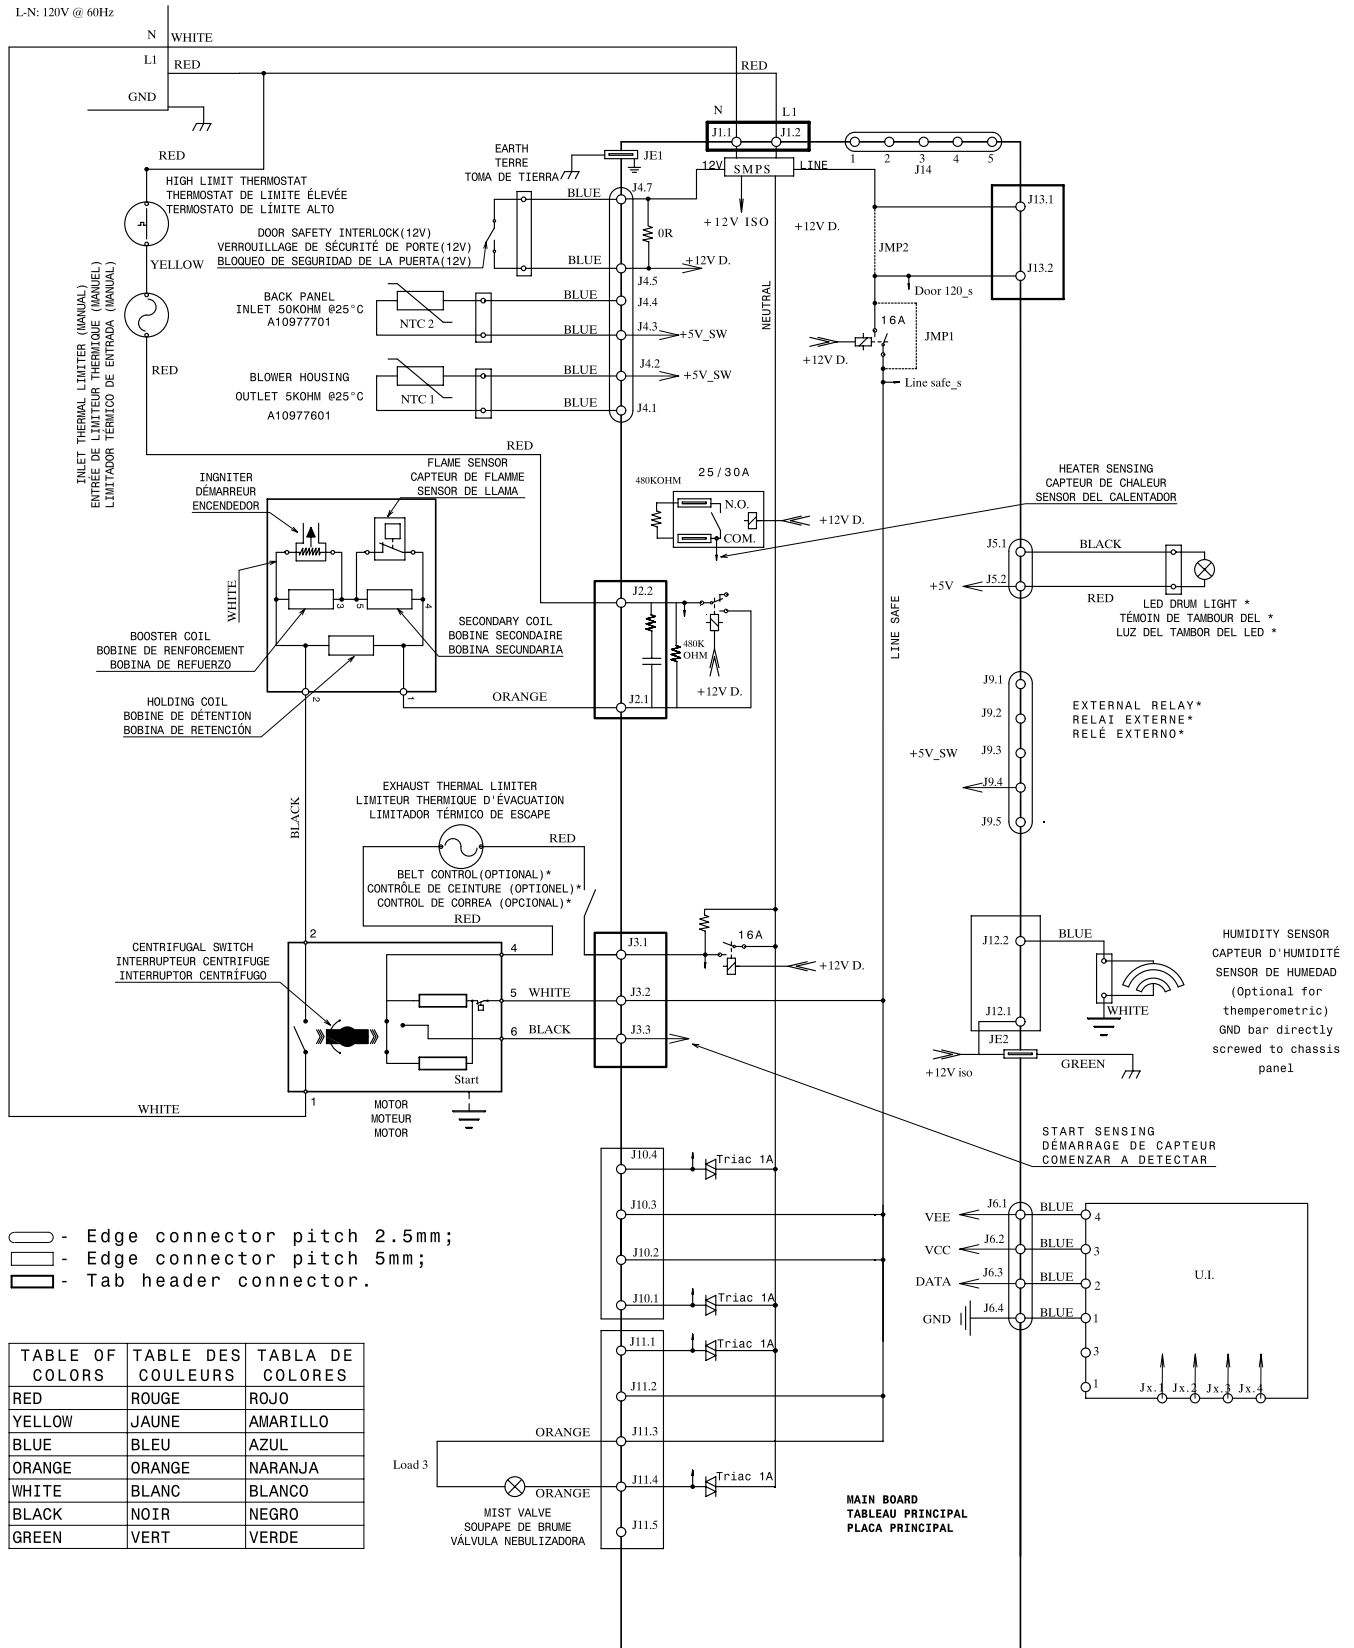 L-N: 120V @ 60Hz
N
WHITE
L1
RED
RED
GND
N
L1
J1.1
J1.2
12V
SMPS
LINE
1
2
3
4
5
J14
RED
HIGH LIMIT THERMOSTAT
THERMOSTAT DE LIMITE ÉLEVÉE
TERMOSTATO DE LÍMITE ALTO
YELLOW
INLET THERMAL LIMITER (MANUAL)
ENTRÉE DE LIMITEUR THERMIQUE (MANUEL)
LIMITADOR TÉRMICO DE ENTRADA (MANUAL)
RED
EARTH
TERRE
TOMA DE TIERRA
JE1
BLUE
J4.7
+12V ISO
+12V D.
J13.1
DOOR SAFETY INTERLOCK(12V)
VERROUILLAGE DE SÉCURITÉ DE PORTE(12V)
BLOQUEO DE SEGURIDAD DE LA PUERTA(12V)
0R
BLUE
+12V D.
JMP2
J13.2
J4.5
Door 120_s
BACK PANEL
INLET 50KOHM @25°C
A10977701
NTC 2
BLUE
J4.4
BLUE
J4.3
+5V_SW
NEUTRAL
16A
JMP1
+12V D.
Line safe_s
BLOWER HOUSING
OUTLET 5KOHM @25°C
A10977601
NTC 1
BLUE
J4.2
+5V_SW
BLUE
J4.1
RED
INGNITER
DÉMARREUR
ENCENDEDOR
FLAME SENSOR
CAPTEUR DE FLAMME
SENSOR DE LLAMA
480KOHM
25/30A
N.O.
COM.
+12V D.
HEATER SENSING
CAPTEUR DE CHALEUR
SENSOR DEL CALENTADOR
J5.1
BLACK
+5V
J5.2
RED
LED DRUM LIGHT *
TÉMOIN DE TAMBOUR DEL *
LUZ DEL TAMBOR DEL LED *
WHITE
3
5
4
BOOSTER COIL
BOBINE DE RENFORCEMENT
BOBINA DE REFUERZO
SECONDARY COIL
BOBINE SECONDAIRE
BOBINA SECUNDARIA
HOLDING COIL
BOBINE DE DÉTENTION
BOBINA DE RETENCIÓN
2
1
ORANGE
J2.2
480K
OHM
J2.1
+12V D.
LINE SAFE
J9.1
J9.2
+5V_SW
J9.3
J9.4
J9.5
EXTERNAL RELAY*
RELAI EXTERNE*
RELÉ EXTERNO*
BLACK
EXHAUST THERMAL LIMITER
LIMITEUR THERMIQUE D'ÉVACUATION
LIMITADOR TÉRMICO DE ESCAPE
RED
BELT CONTROL(OPTIONAL)*
CONTRÔLE DE CEINTURE (OPTIONEL)*
CONTROL DE CORREA (OPCIONAL)*
RED
CENTRIFUGAL SWITCH
INTERRUPTEUR CENTRIFUGE
INTERRUPTOR CENTRÍFUGO
2
4
5
WHITE
6
BLACK
Start
1
WHITE
MOTOR
MOTEUR
MOTOR
J3.1
J3.2
J3.3
16A
+12V D.
J12.2
BLUE
J12.1
WHITE
JE2
+12V iso
GREEN
HUMIDITY SENSOR
CAPTEUR D'HUMIDITÉ
SENSOR DE HUMEDAD
(Optional for
themperometric)
GND bar directly
screwed to chassis
panel
START SENSING
DÉMARRAGE DE CAPTEUR
COMENZAR A DETECTAR
J10.4
Triac 1A
J10.3
J10.2
J10.1
Triac 1A
J11.1
Triac 1A
J11.2
J11.3
ORANGE
Load 3
J11.4
Triac 1A
ORANGE
J11.5
MIST VALVE
SOUPAPE DE BRUME
VÁLVULA NEBULIZADORA
VEE
J6.1
BLUE
4
VCC
J6.2
BLUE
3
DATA
J6.3
BLUE
2
GND
J6.4
BLUE
1
3
1
U.I.
Jx.1
Jx.2
Jx.3
Jx.4
- Edge connector pitch 2.5mm;
- Edge connector pitch 5mm;
- Tab header connector.
TABLE OF COLORS
TABLE DES COULEURS
TABLA DE COLORES
RED ROUGE ROJO
YELLOW JAUNE AMARILLO
BLUE BLEU AZUL
ORANGE ORANGE NARANJA
WHITE BLANC BLANCO
BLACK NOIR NEGRO
GREEN VERT VERDE
MAIN BOARD
TABLEAU PRINCIPAL
PLACA PRINCIPAL